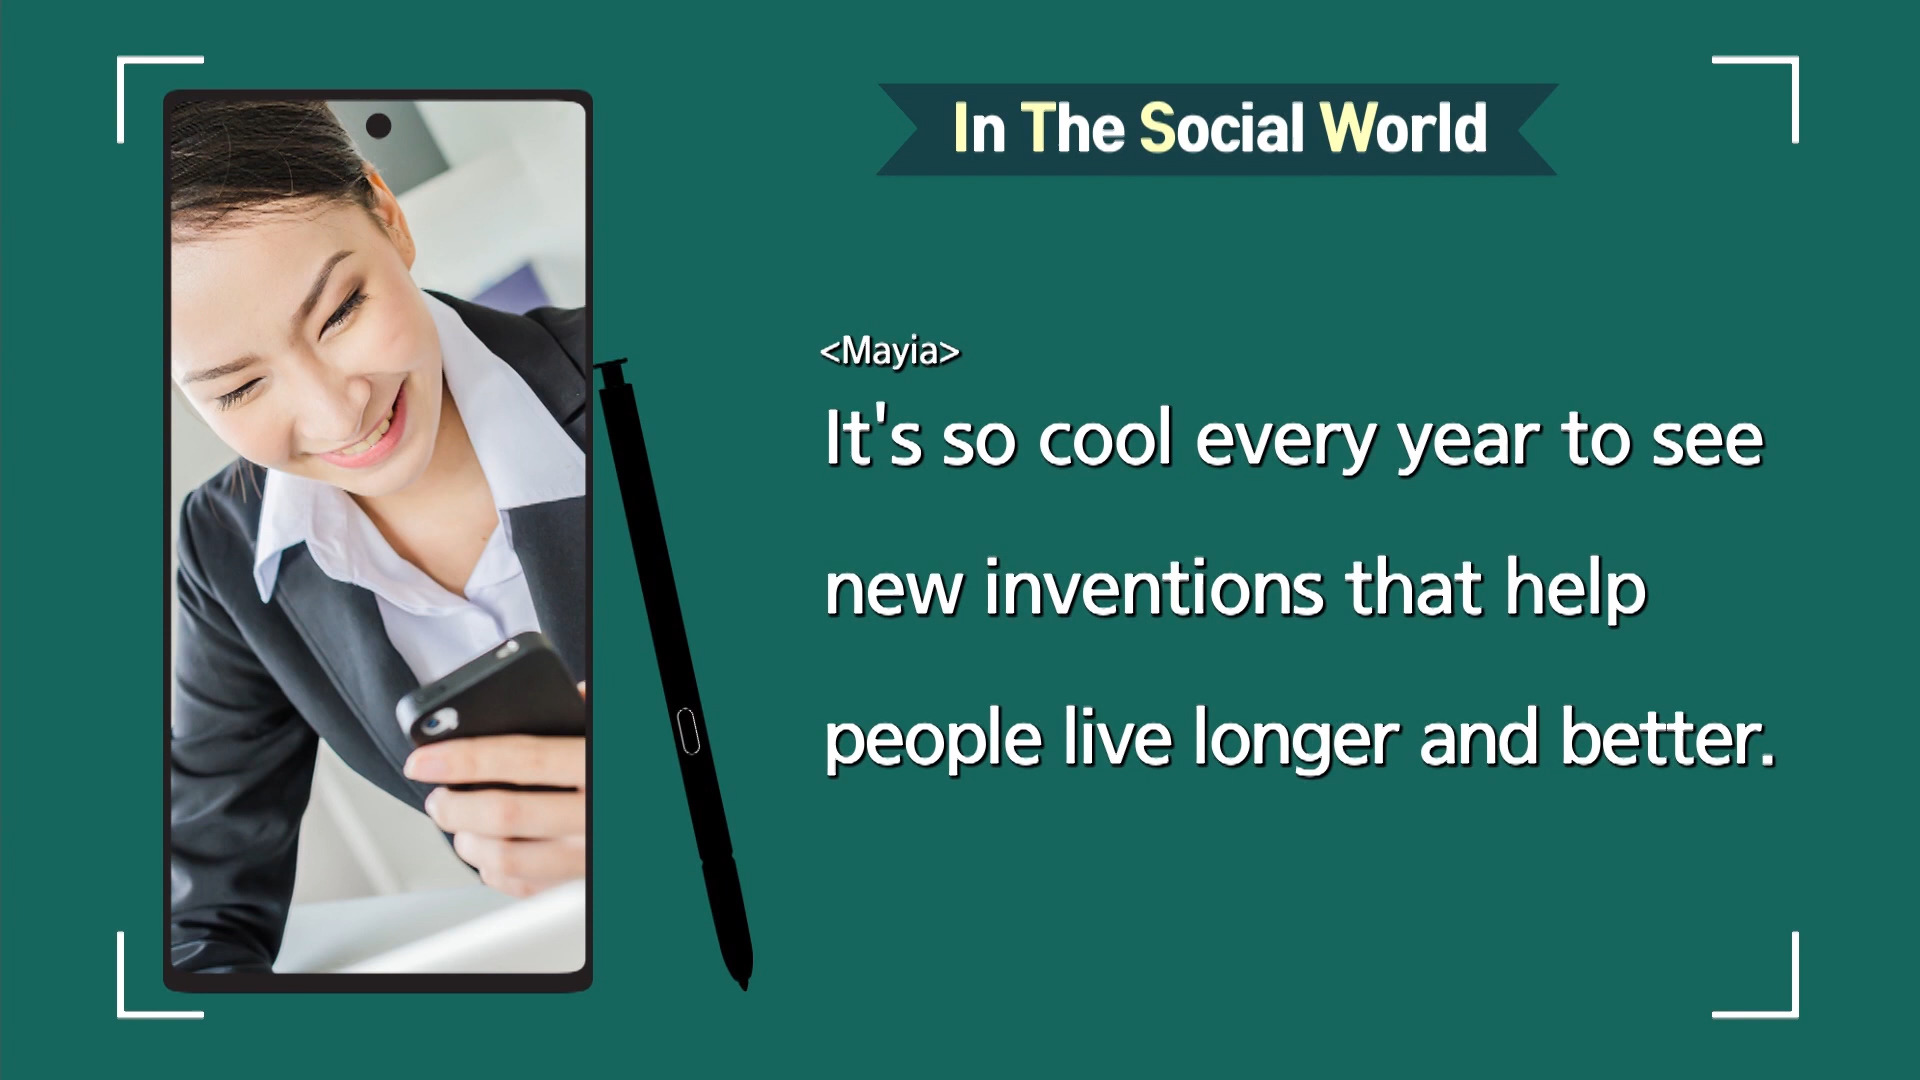 In The Social World
<Mayia>
It's so cool every year to see
new inventions that help
people live longer and better.